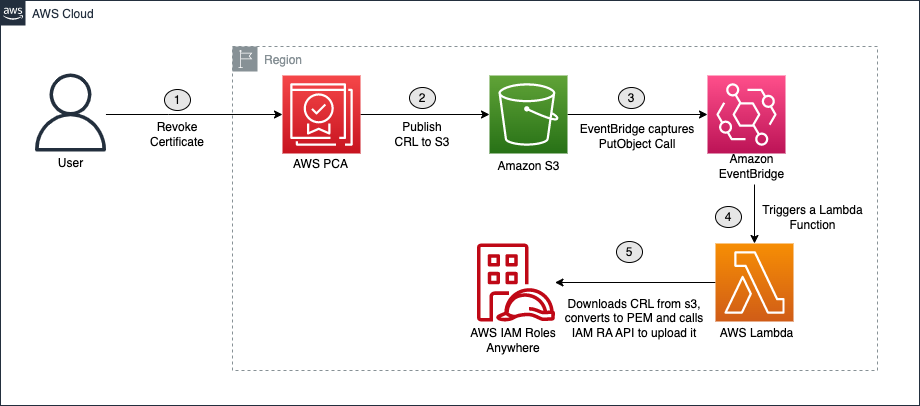 aws
AWS Cloud
Region
1
Revoke
Certificate
User
AWS PCA
2
Publish
CRL to S3
Amazon S3
3
EventBridge captures
PutObject Call
Amazon
EventBridge
4
Triggers a Lambda
Function
AWS Lambda
5
Downloads CRL from s3,
converts to PEM and calls
IAM RA API to upload it
AWS IAM Roles
Anywhere